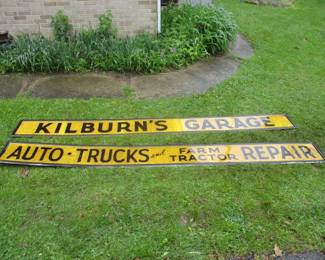 KILBURN'S GARAGE
AUTO - TRUCKS and FARM TRACTOR REPAIR